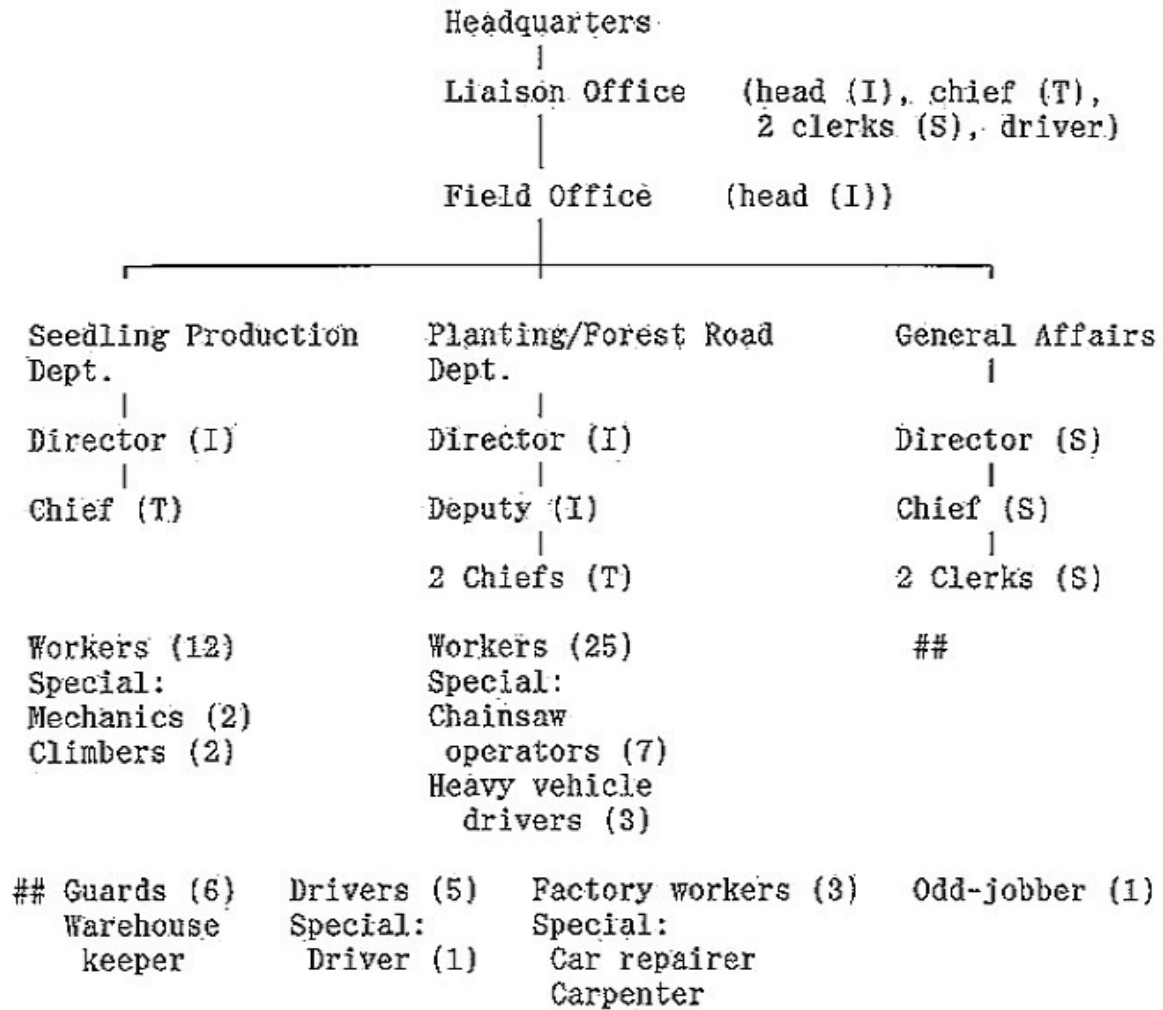 Headquarters
Liaison Office (head (I), chief (T),
2 clerks (S), driver)
Field Office (head (I))
Seedling Production Planting/Forest Road General Affairs
Dept. Dept.
Director (I) Director (I) Director (S)
Chief (T) Deputy (I) Chief (S)
2 Chiefs (T) 2 Clerks (S)
Workers (12) Workers (25) ##
Special: Special:
Mechanics (2) Chainsaw
Climbers (2) operators (7)
Heavy vehicle
drivers (3)
## Guards (6) Drivers (5) Factory workers (3) Odd-jobber (1)
Warehouse Special: Special:
keeper Driver (1) Car repairer
Carpenter